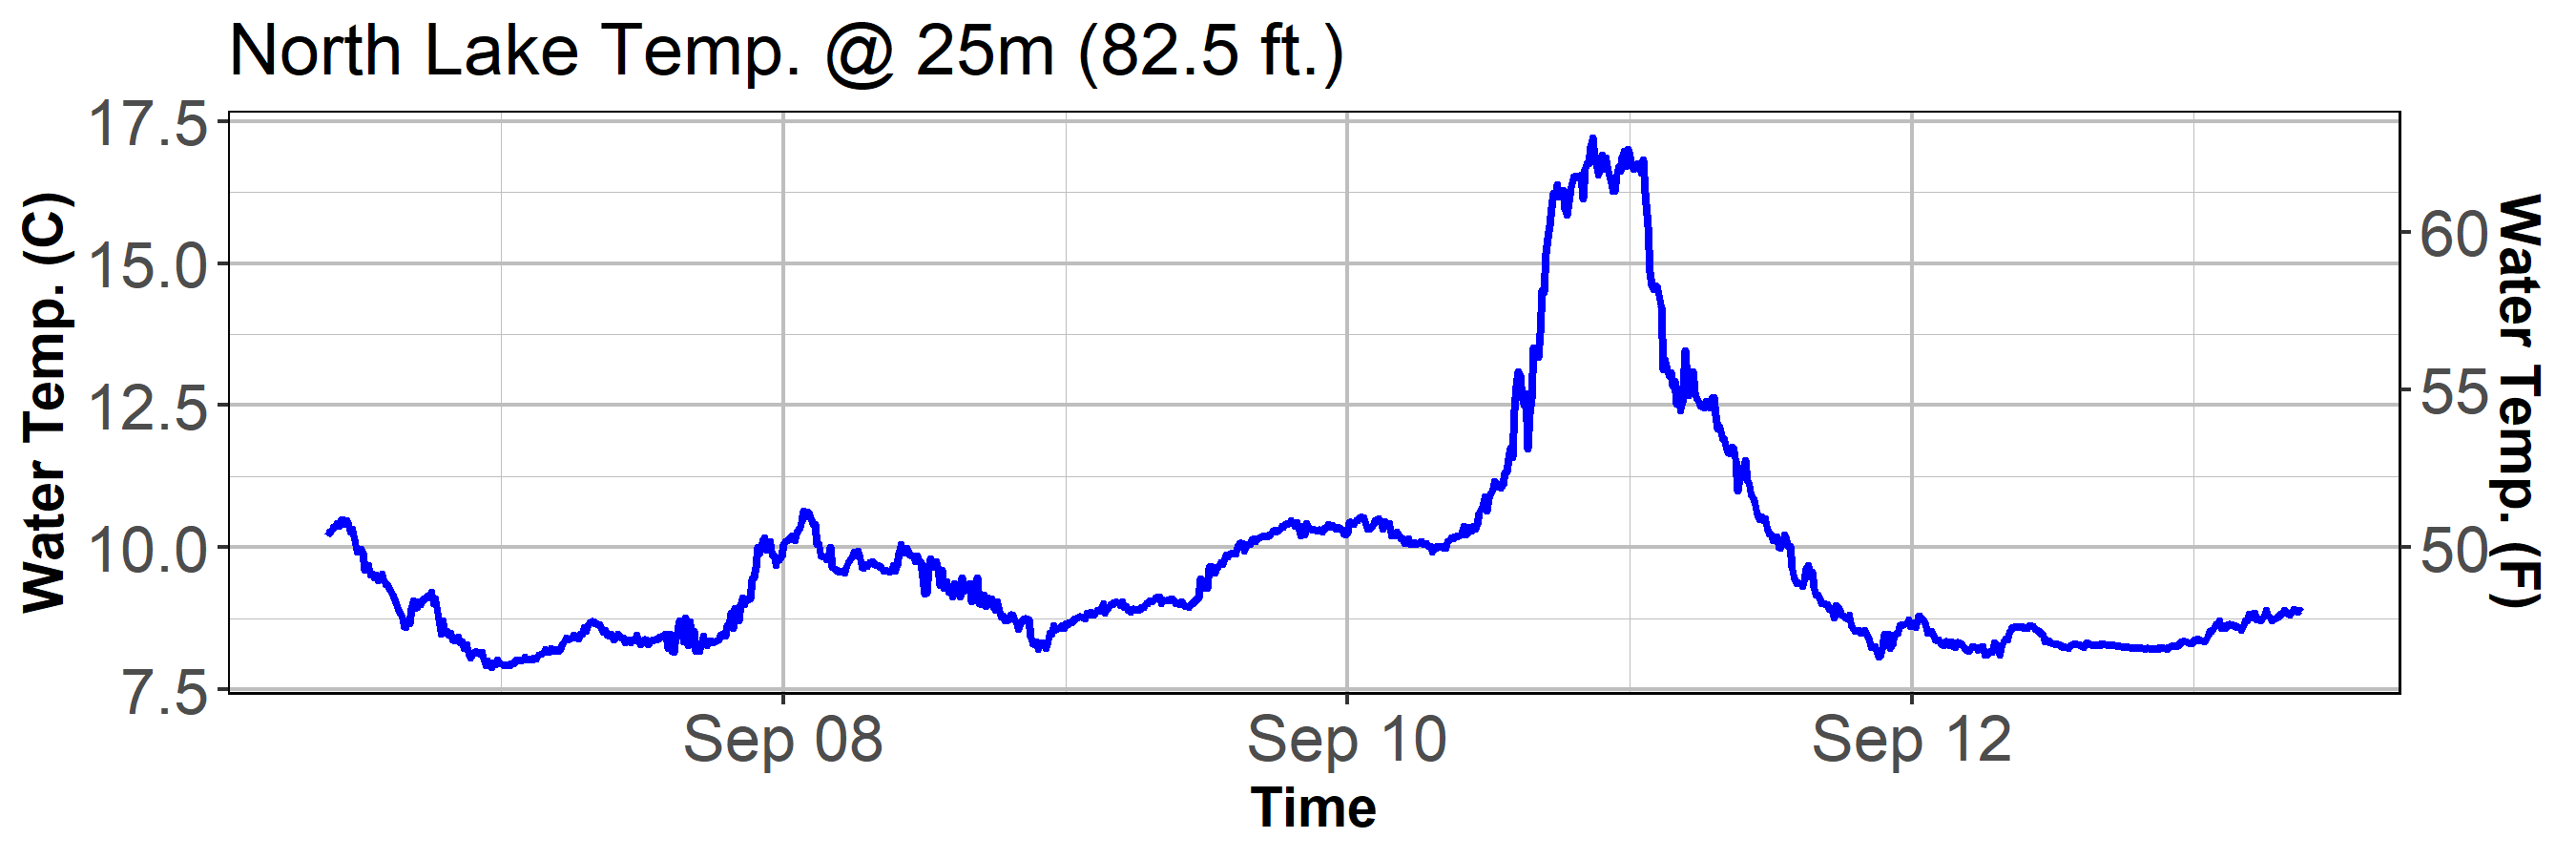 North Lake Temp. @ 25m (82.5 ft.)
Water Temp. (C)
17.5
15.0
12.5
10.0
7.5
60
55
50
Water Temp. (F)
Sep 08
Sep 10
Sep 12
Time